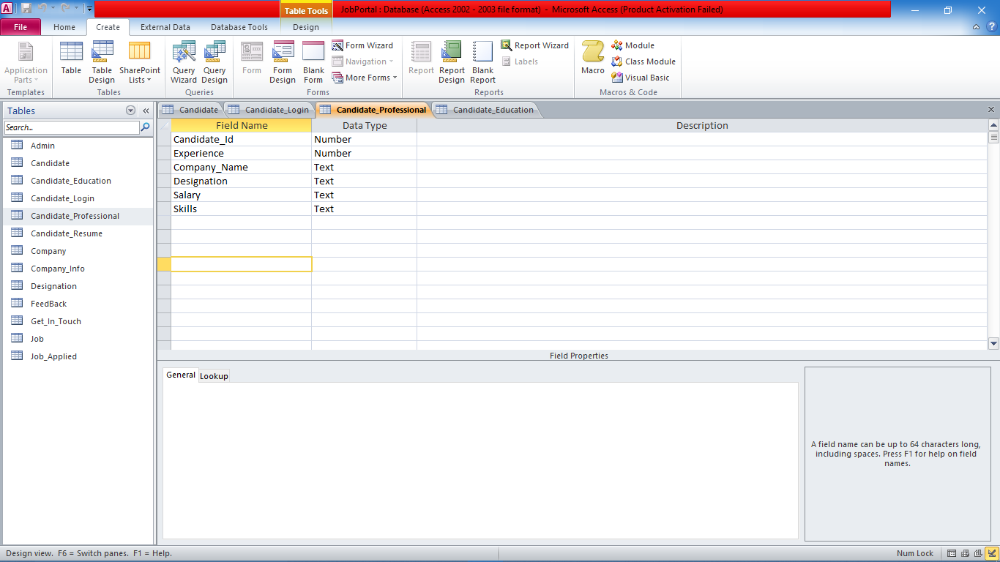 Table Tools
JobPortal : Database (Access 2002 - 2003 file format) - Microsoft Access (Product Activation Failed)
File Home Create External Data Database Tools Design
Application Parts
Templates
Table
Table Design
SharePoint Lists
Tables
Query Wizard
Query Design
Queries
Form
Form Design
Blank Form
Form Wizard
Navigation
More Forms
Forms
Report
Report Design
Blank Report
Report Wizard
Labels
Reports
Macro
Module
Class Module
Visual Basic
Macros & Code
Tables
Search...
Admin
Candidate
Candidate_Education
Candidate_Login
Candidate_Professional
Candidate_Resume
Company
Company_Info
Designation
FeedBack
Get_In_Touch
Job
Job_Applied
Candidate Candidate_Login Candidate_Professional Candidate_Education
Field Name Data Type Description
Candidate_Id Number
Experience Number
Company_Name Text
Designation Text
Salary Text
Skills Text
Field Properties
General Lookup
A field name can be up to 64 characters long,
including spaces. Press F1 for help on field
names.
Design view. F6 = Switch panes. F1 = Help.
Num Lock